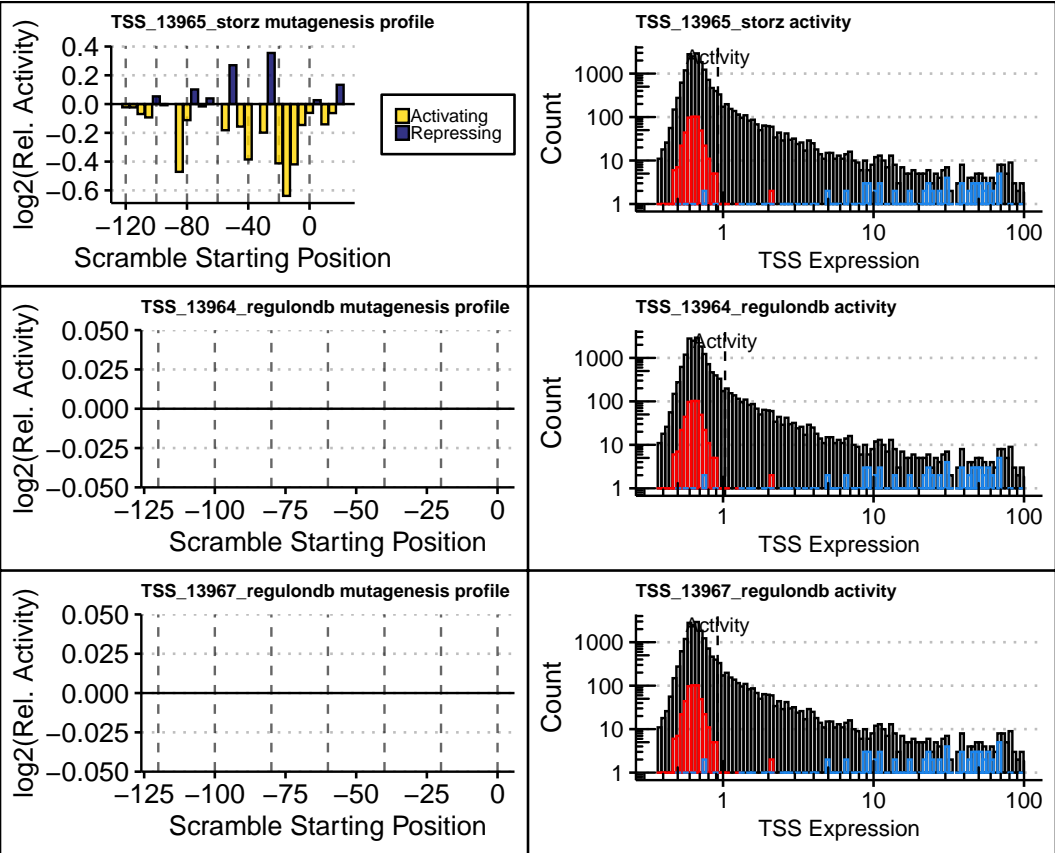 TSS_13965_storz mutagenesis profile
log2(Rel. Activity)
0.4
0.2
0.0
−0.2
−0.4
−0.6
−120 −80 −40 0
Scramble Starting Position
Activating
Repressing
TSS_13965_storz activity
Activity
Count
1000
100
10
1
1 10 100
TSS Expression
TSS_13964_regulondb mutagenesis profile
log2(Rel. Activity)
0.050
0.025
0.000
−0.025
−0.050
−125 −100 −75 −50 −25 0
Scramble Starting Position
TSS_13964_regulondb activity
Activity
Count
1000
100
10
1
1 10 100
TSS Expression
TSS_13967_regulondb mutagenesis profile
log2(Rel. Activity)
0.050
0.025
0.000
−0.025
−0.050
−125 −100 −75 −50 −25 0
Scramble Starting Position
TSS_13967_regulondb activity
Activity
Count
1000
100
10
1
1 10 100
TSS Expression